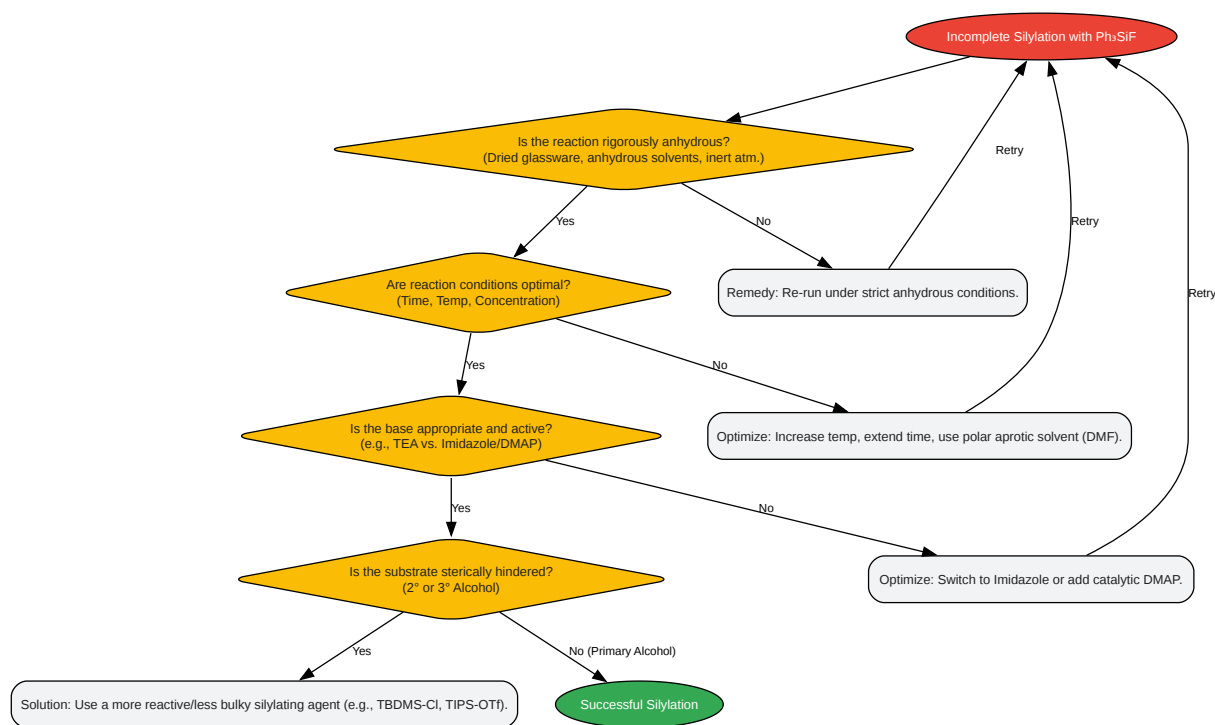 Incomplete Silylation with Ph₃SiF
Is the reaction rigorously anhydrous?
(Dried glassware, anhydrous solvents, inert atm.)
Retry
Yes
No
Retry
Are reaction conditions optimal?
(Time, Temp, Concentration)
Remedy: Re-run under strict anhydrous conditions.
Retry
Yes
No
Is the base appropriate and active?
(e.g., TEA vs. Imidazole/DMAP)
Optimize: Increase temp, extend time, use polar aprotic solvent (DMF).
Yes
No
Is the substrate sterically hindered?
(2° or 3° Alcohol)
Optimize: Switch to Imidazole or add catalytic DMAP.
Yes
No (Primary Alcohol)
Solution: Use a more reactive/less bulky silylating agent (e.g., TBDMS-Cl, TIPS-OTf).
Successful Silylation